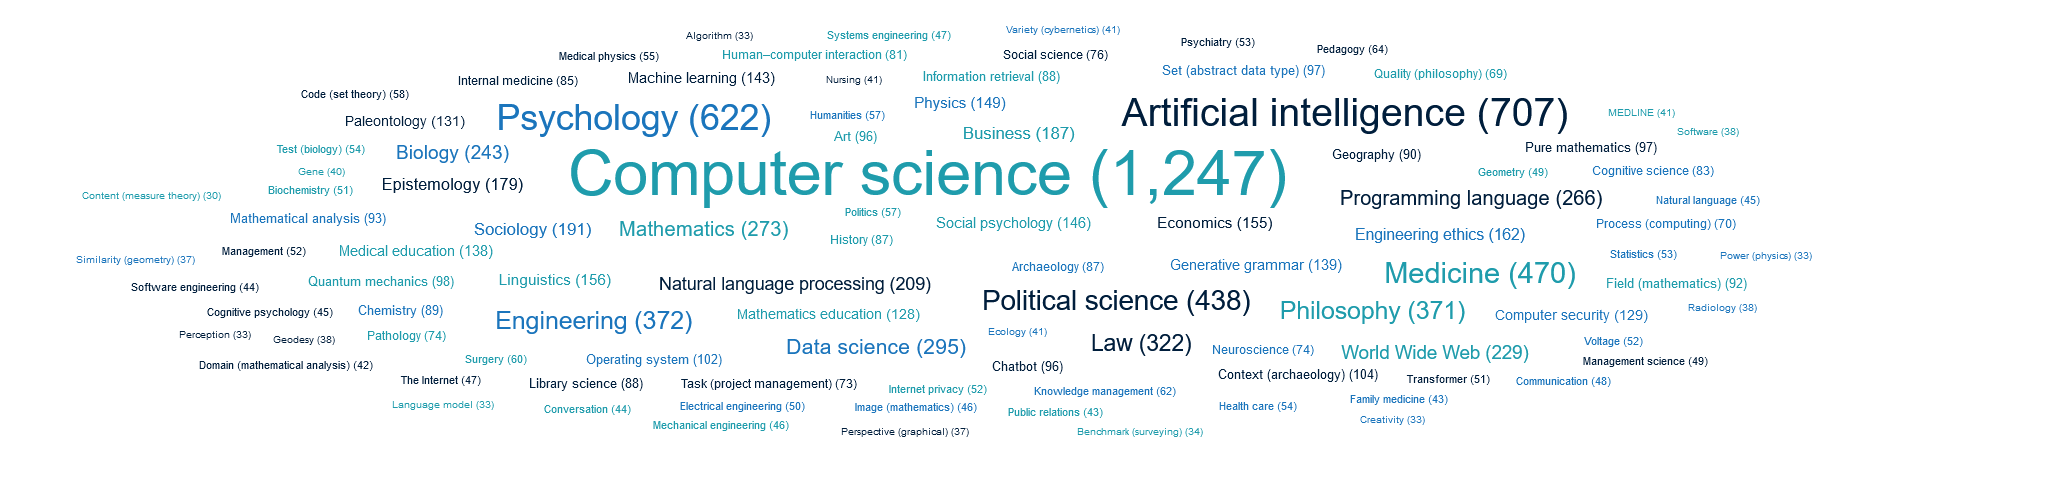 Variety (cybernetics) (41)
Algorithm (33)
Systems engineering (47)
Psychiatry (53)
Pedagogy (64)
Medical physics (55)
Human–computer interaction (81)
Social science (76)
Internal medicine (85)
Machine learning (143)
Nursing (41)
Information retrieval (88)
Set (abstract data type) (97)
Quality (philosophy) (69)
Code (set theory) (58)
Physics (149)
Paleontology (131)
Psychology (622)
Humanities (57)
Artificial intelligence (707)
MEDLINE (41)
Art (96)
Business (187)
Software (38)
Test (biology) (54)
Biology (243)
Geography (90)
Pure mathematics (97)
Gene (40)
Computer science (1,247)
Geometry (49)
Cognitive science (83)
Content (measure theory) (30)
Biochemistry (51)
Epistemology (179)
Programming language (266)
Natural language (45)
Mathematical analysis (93)
Sociology (191)
Mathematics (273)
Politics (57)
Social psychology (146)
Economics (155)
Engineering ethics (162)
Process (computing) (70)
History (87)
Management (52)
Medical education (138)
Similarity (geometry) (37)
Archaeology (87)
Generative grammar (139)
Medicine (470)
Statistics (53)
Power (physics) (33)
Software engineering (44)
Quantum mechanics (98)
Linguistics (156)
Natural language processing (209)
Field (mathematics) (92)
Cognitive psychology (45)
Chemistry (89)
Political science (438)
Philosophy (371)
Computer security (129)
Radiology (38)
Engineering (372)
Mathematics education (128)
Perception (33)
Geodesy (38)
Pathology (74)
Ecology (41)
Law (322)
Voltage (52)
Data science (295)
Neuroscience (74)
World Wide Web (229)
Domain (mathematical analysis) (42)
Surgery (60)
Operating system (102)
Chatbot (96)
Management science (49)
The Internet (47)
Library science (88)
Task (project management) (73)
Internet privacy (52)
Knowledge management (62)
Context (archaeology) (104)
Transformer (51)
Communication (48)
Language model (33)
Conversation (44)
Electrical engineering (50)
Image (mathematics) (46)
Public relations (43)
Health care (54)
Family medicine (43)
Mechanical engineering (46)
Perspective (graphical) (37)
Benchmark (surveying) (34)
Creativity (33)